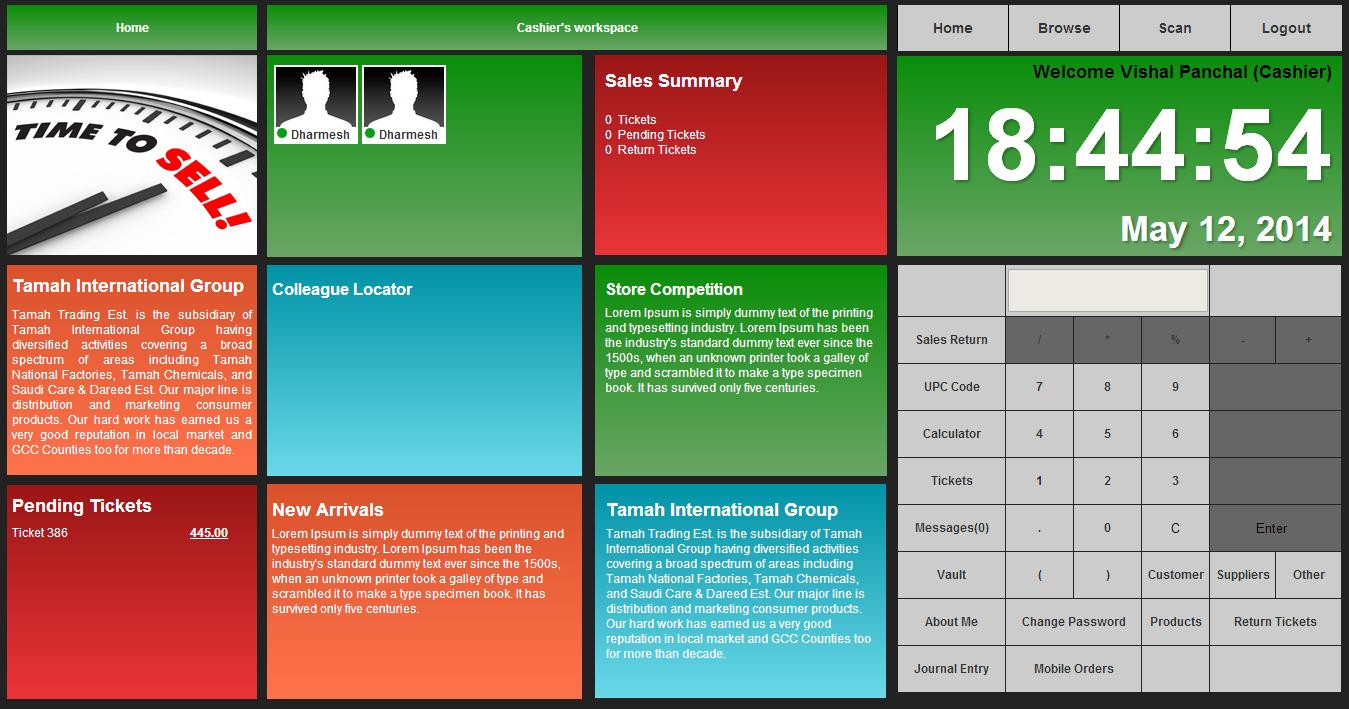 Home
Cashier's workspace
Home Browse Scan Logout
TIME TO SELL!
Dharmesh Dharmesh
Sales Summary
0 Tickets
0 Pending Tickets
0 Return Tickets
Welcome Vishal Panchal (Cashier)
18:44:54
May 12, 2014
Tamah International Group
Tamah Trading Est. is the subsidiary of
Tamah International Group having
diversified activities covering a broad
spectrum of areas including Tamah
National Factories, Tamah Chemicals, and
Saudi Care & Dareed Est. Our major line is
distribution and marketing consumer
products. Our hard work has earned us a
very good reputation in local market and
GCC Counties too for more than decade.
Colleague Locator
Store Competition
Lorem Ipsum is simply dummy text of the printing
and typesetting industry. Lorem Ipsum has been
the industry's standard dummy text ever since the
1500s, when an unknown printer took a galley of
type and scrambled it to make a type specimen
book. It has survived only five centuries.
Pending Tickets
Ticket 386 445.00
New Arrivals
Lorem Ipsum is simply dummy text of the printing and
typesetting industry. Lorem Ipsum has been the
industry's standard dummy text ever since the 1500s,
when an unknown printer took a galley of type and
scrambled it to make a type specimen book. It has
survived only five centuries.
Tamah International Group
Tamah Trading Est. is the subsidiary of Tamah
International Group having diversified activities
covering a broad spectrum of areas including
Tamah National Factories, Tamah Chemicals,
and Saudi Care & Dareed Est. Our major line is
distribution and marketing consumer products.
Our hard work has earned us a very good
reputation in local market and GCC Counties too
for more than decade.
Sales Return / * % - +
UPC Code 7 8 9
Calculator 4 5 6
Tickets 1 2 3
Messages(0) . 0 C Enter
Vault ( ) Customer Suppliers Other
About Me Change Password Products Return Tickets
Journal Entry Mobile Orders